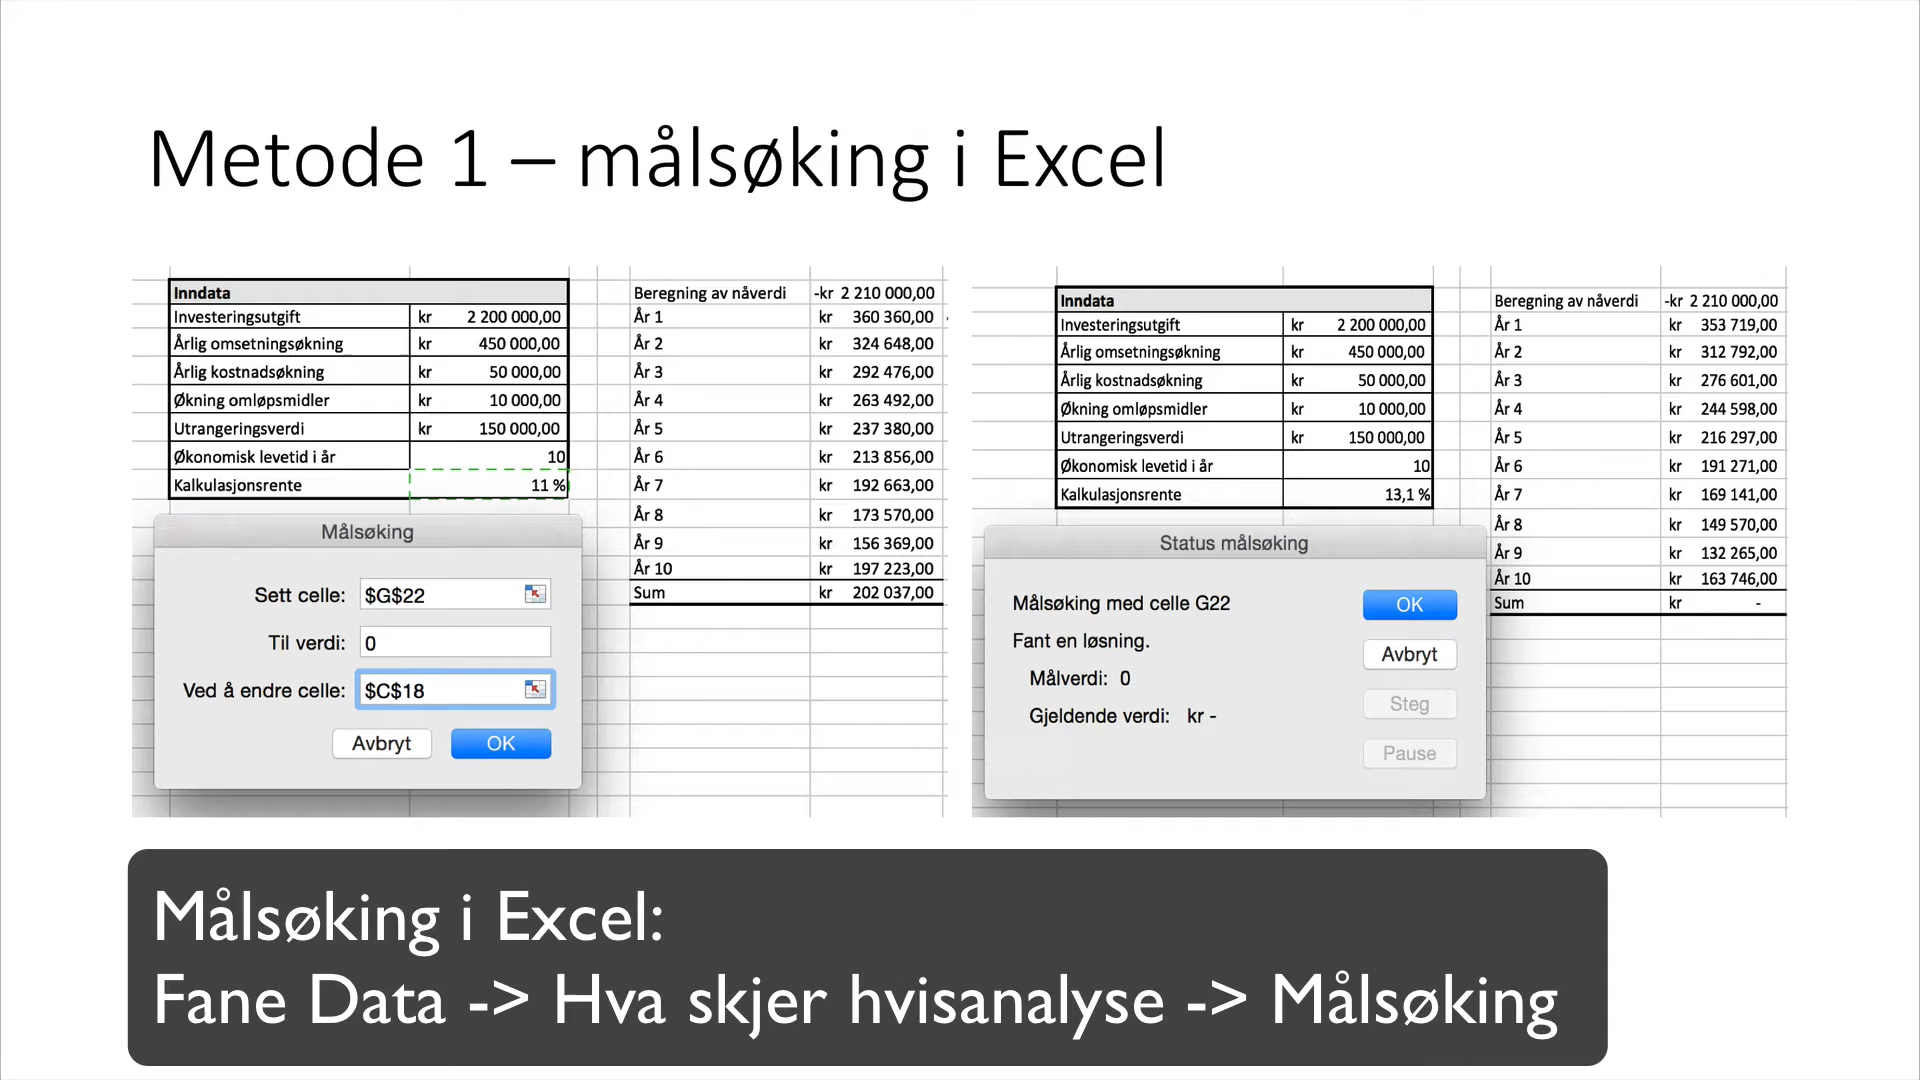 Metode 1 – målsøking i Excel
Inndata
Investeringsutgift kr 2 200 000,00
Årlig omsetningsøkning kr 450 000,00
Årlig kostnadsøkning kr 50 000,00
Økning omløpsmidler kr 10 000,00
Utrangeringsverdi kr 150 000,00
Økonomisk levetid i år 10
Kalkulasjonsrente 11 %
Beregning av nåverdi -kr 2 210 000,00
År 1 kr 360 360,00
År 2 kr 324 648,00
År 3 kr 292 476,00
År 4 kr 263 492,00
År 5 kr 237 380,00
År 6 kr 213 856,00
År 7 kr 192 663,00
År 8 kr 173 570,00
År 9 kr 156 369,00
År 10 kr 197 223,00
Sum kr 202 037,00
Målsøking
Sett celle: $G$22
Til verdi: 0
Ved å endre celle: $C$18
Avbryt OK
Inndata
Investeringsutgift kr 2 200 000,00
Årlig omsetningsøkning kr 450 000,00
Årlig kostnadsøkning kr 50 000,00
Økning omløpsmidler kr 10 000,00
Utrangeringsverdi kr 150 000,00
Økonomisk levetid i år 10
Kalkulasjonsrente 13,1 %
Beregning av nåverdi -kr 2 210 000,00
År 1 kr 353 719,00
År 2 kr 312 792,00
År 3 kr 276 601,00
År 4 kr 244 598,00
År 5 kr 216 297,00
År 6 kr 191 271,00
År 7 kr 169 141,00
År 8 kr 149 570,00
År 9 kr 132 265,00
År 10 kr 163 746,00
Sum kr -
Status målsøking
Målsøking med celle G22
Fant en løsning.
Målverdi: 0
Gjeldende verdi: kr -
OK
Avbryt
Steg
Pause
Målsøking i Excel:
Fane Data -> Hva skjer hvisanalyse -> Målsøking